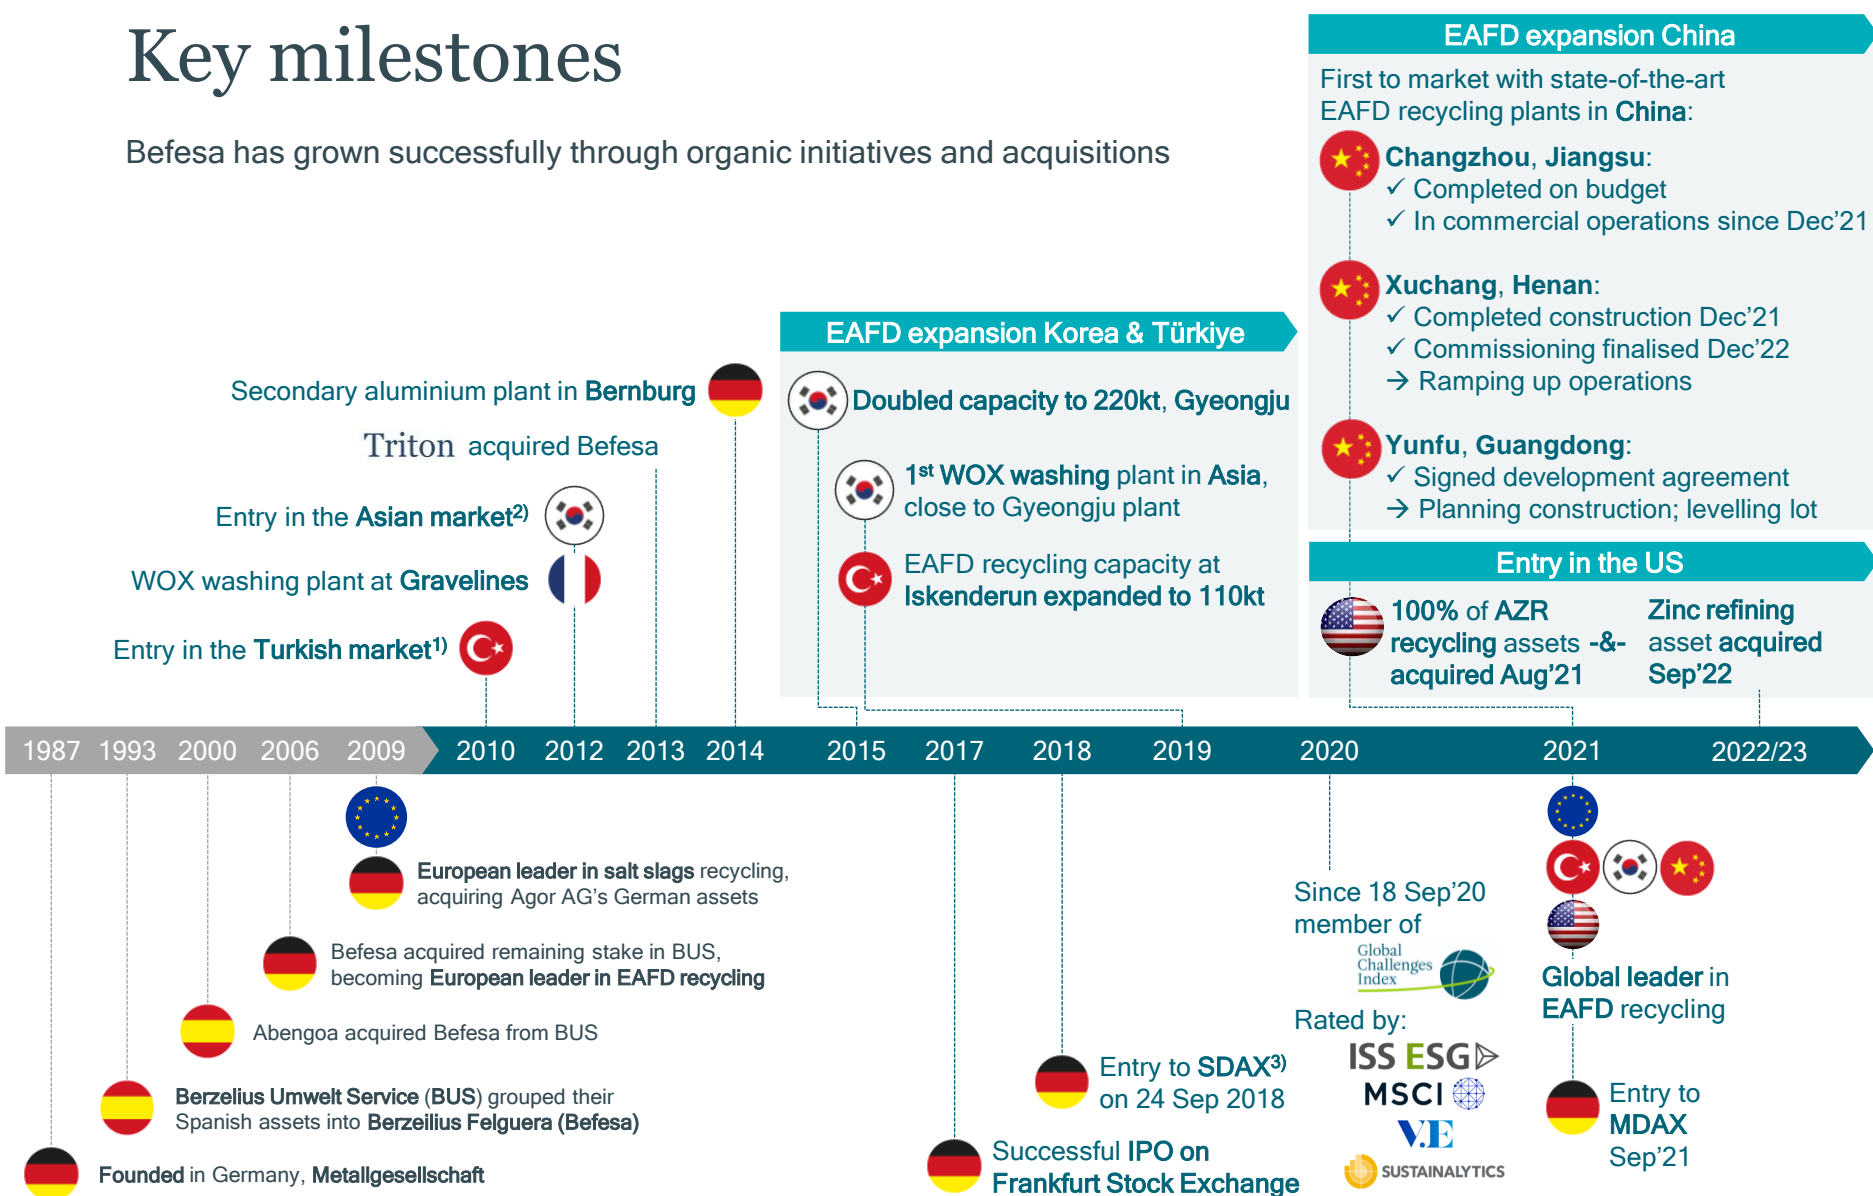 Key milestones
Befesa has grown successfully through organic initiatives and acquisitions
EAFD expansion China
First to market with state-of-the-art
EAFD recycling plants in China:
Changzhou, Jiangsu:
✓ Completed on budget
✓ In commercial operations since Dec'21
Xuchang, Henan:
✓ Completed construction Dec'21
✓ Commissioning finalised Dec'22
→ Ramping up operations
Yunfu, Guangdong:
✓ Signed development agreement
→ Planning construction; levelling lot
Entry in the US
100% of AZR
recycling assets -&-
acquired Aug'21
Zinc refining
asset acquired
Sep'22
EAFD expansion Korea & Türkiye
Doubled capacity to 220kt, Gyeongju
1st WOX washing plant in Asia,
close to Gyeongju plant
EAFD recycling capacity at
Iskenderun expanded to 110kt
Secondary aluminium plant in Bernburg
Triton acquired Befesa
Entry in the Asian market2)
WOX washing plant at Gravelines
Entry in the Turkish market1)
1987 1993 2000 2006 2009 2010 2012 2013 2014 2015 2017 2018 2019 2020 2021 2022/23
European leader in salt slags recycling,
acquiring Agor AG's German assets
Befesa acquired remaining stake in BUS,
becoming European leader in EAFD recycling
Abengoa acquired Befesa from BUS
Berzelius Umwelt Service (BUS) grouped their
Spanish assets into Berzeilius Felguera (Befesa)
Founded in Germany, Metallgesellschaft
Successful IPO on
Frankfurt Stock Exchange
Entry to SDAX3)
on 24 Sep 2018
Since 18 Sep'20
member of
Global
Challenges
Index
Rated by:
ISS ESG
MSCI
V.E
SUSTAINALYTICS
Global leader in
EAFD recycling
Entry to
MDAX
Sep'21